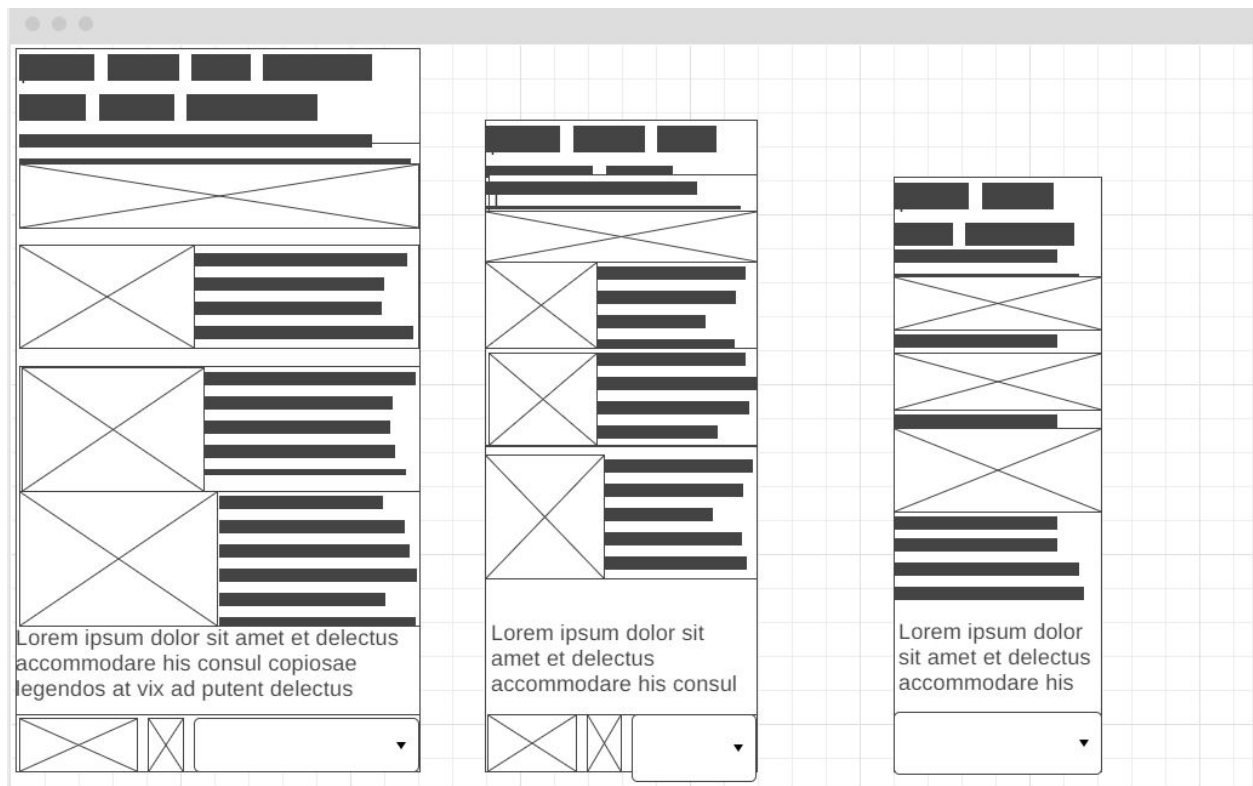 Lorem ipsum dolor sit amet et delectus
accommodare his consul copiosae
legendos at vix ad putent delectus
Lorem ipsum dolor sit
amet et delectus
accommodare his consul
Lorem ipsum dolor
sit amet et delectus
accommodare his